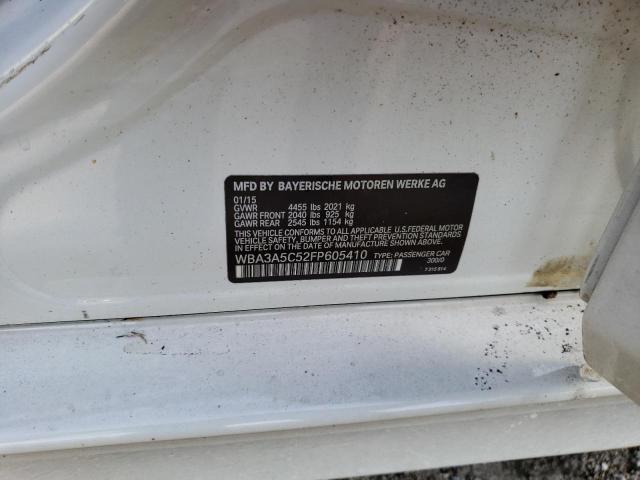 MFD BY BAYERISCHE MOTOREN WERKE AG
01/15
GVWR 4455 lbs 2021 kg
GAWR FRONT 2040 lbs 925 kg
GAWR REAR 2545 lbs 1154 kg
THIS VEHICLE CONFORMS TO ALL APPLICABLE U.S.FEDERAL MOTOR
VEHICLE SAFETY, BUMPER AND THEFT PREVENTION STANDARDS
IN EFFECT ON THE DATE OF MANUFACTURE SHOWN ABOVE.
WBA3A5C52FP605410 TYPE: PASSENGER CAR
300/0